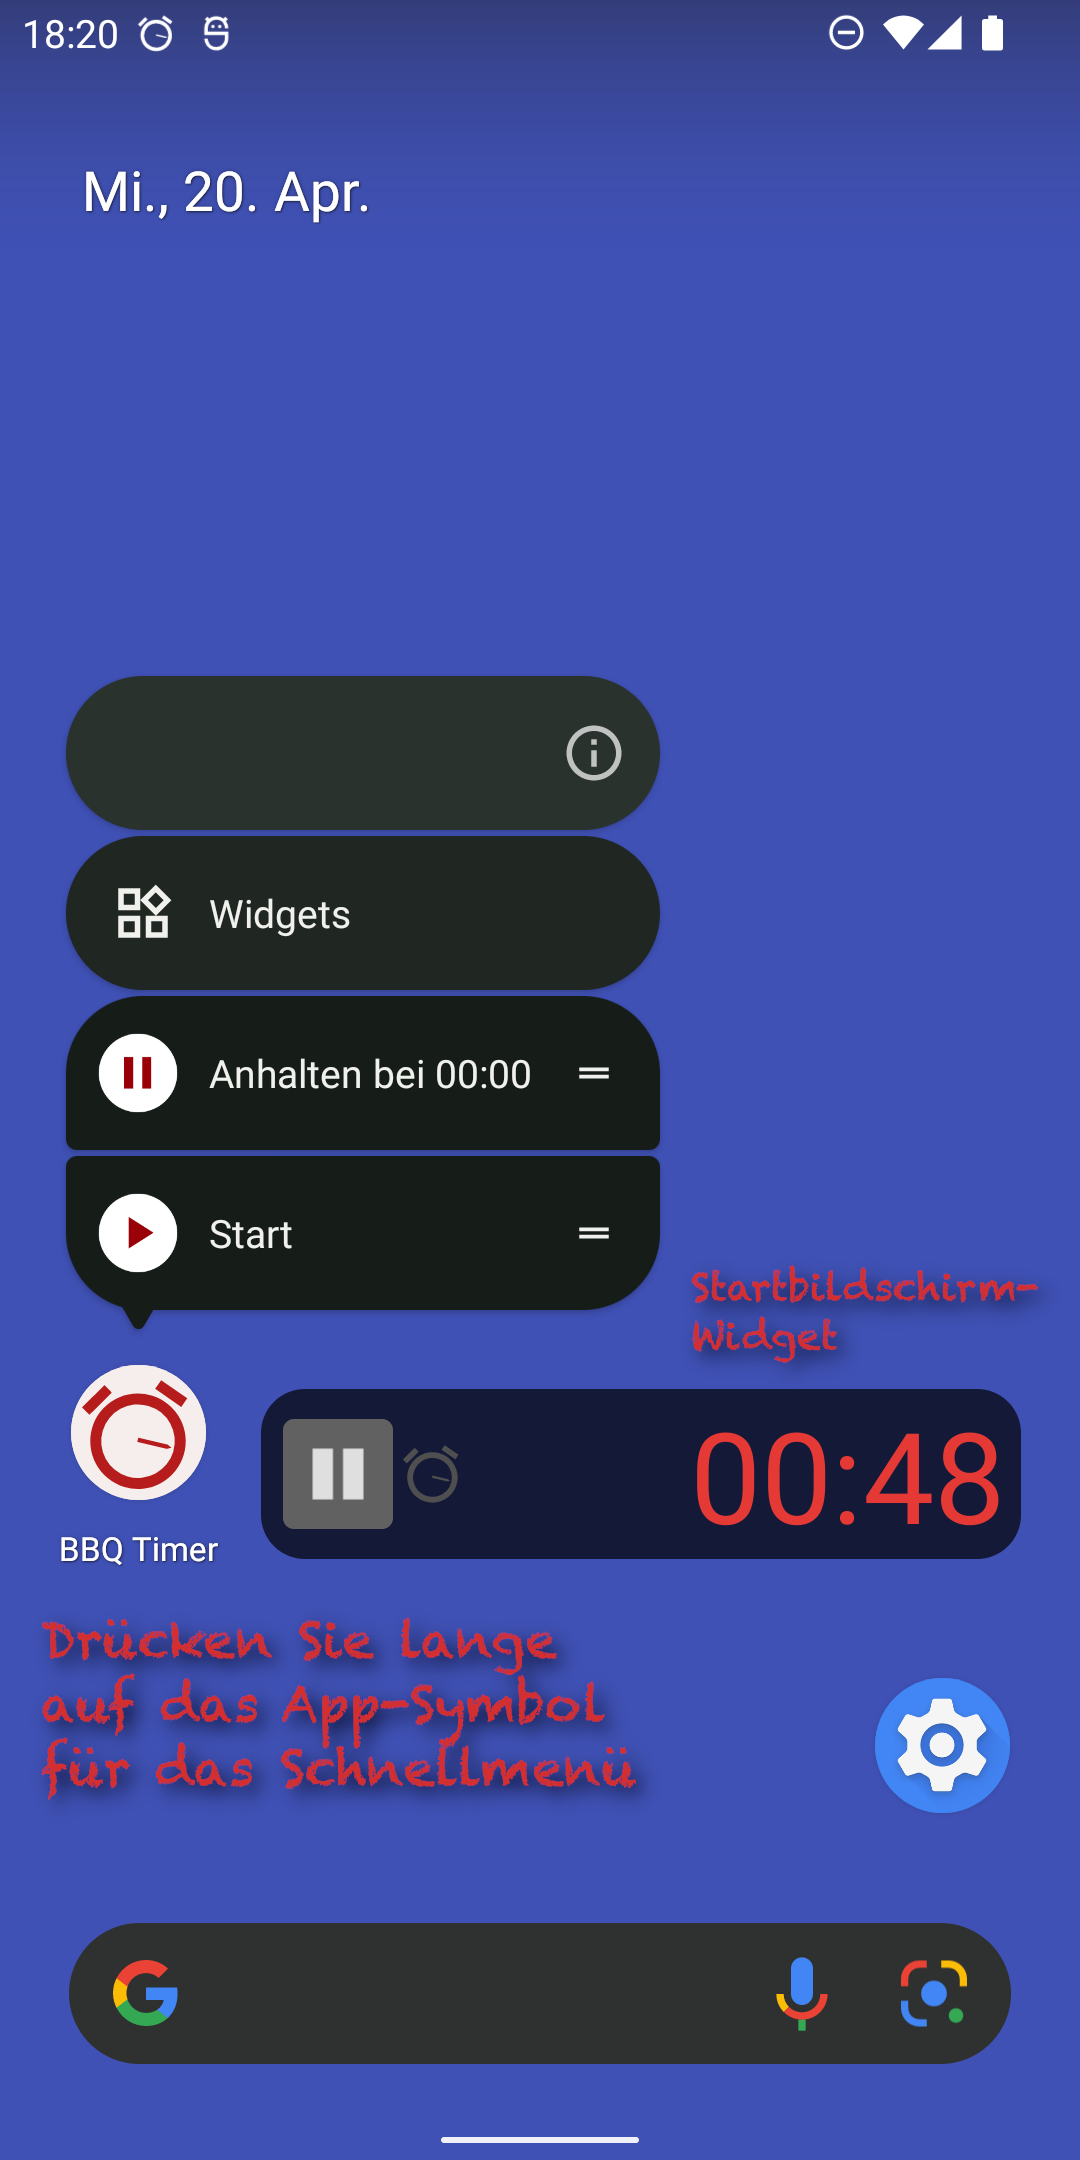 18:20
Mi., 20. Apr.
Widgets
Anhalten bei 00:00
Start
Startbildschirm-
Widget
00:48
BBQ Timer
Drücken Sie lange
auf das App-Symbol
für das Schnellmenü